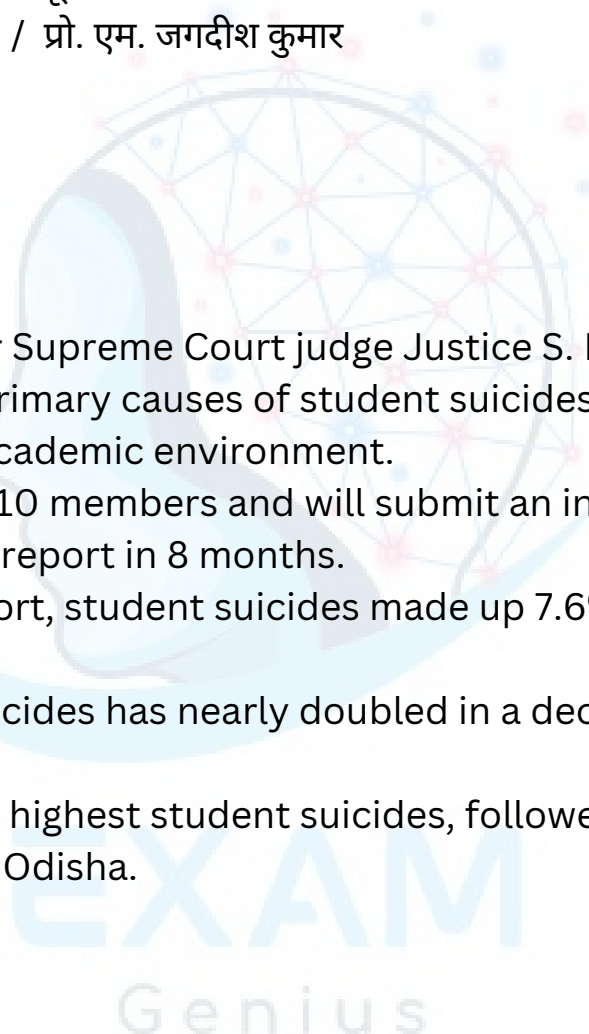 / प्रो. एम. जगदीश कुमार
Supreme Court judge Justice S.
rimary causes of student suicides
cademic environment.
10 members and will submit an in
report in 8 months.
ort, student suicides made up 7.6
cides has nearly doubled in a dec
highest student suicides, followe
Odisha.
EXAM
Genius